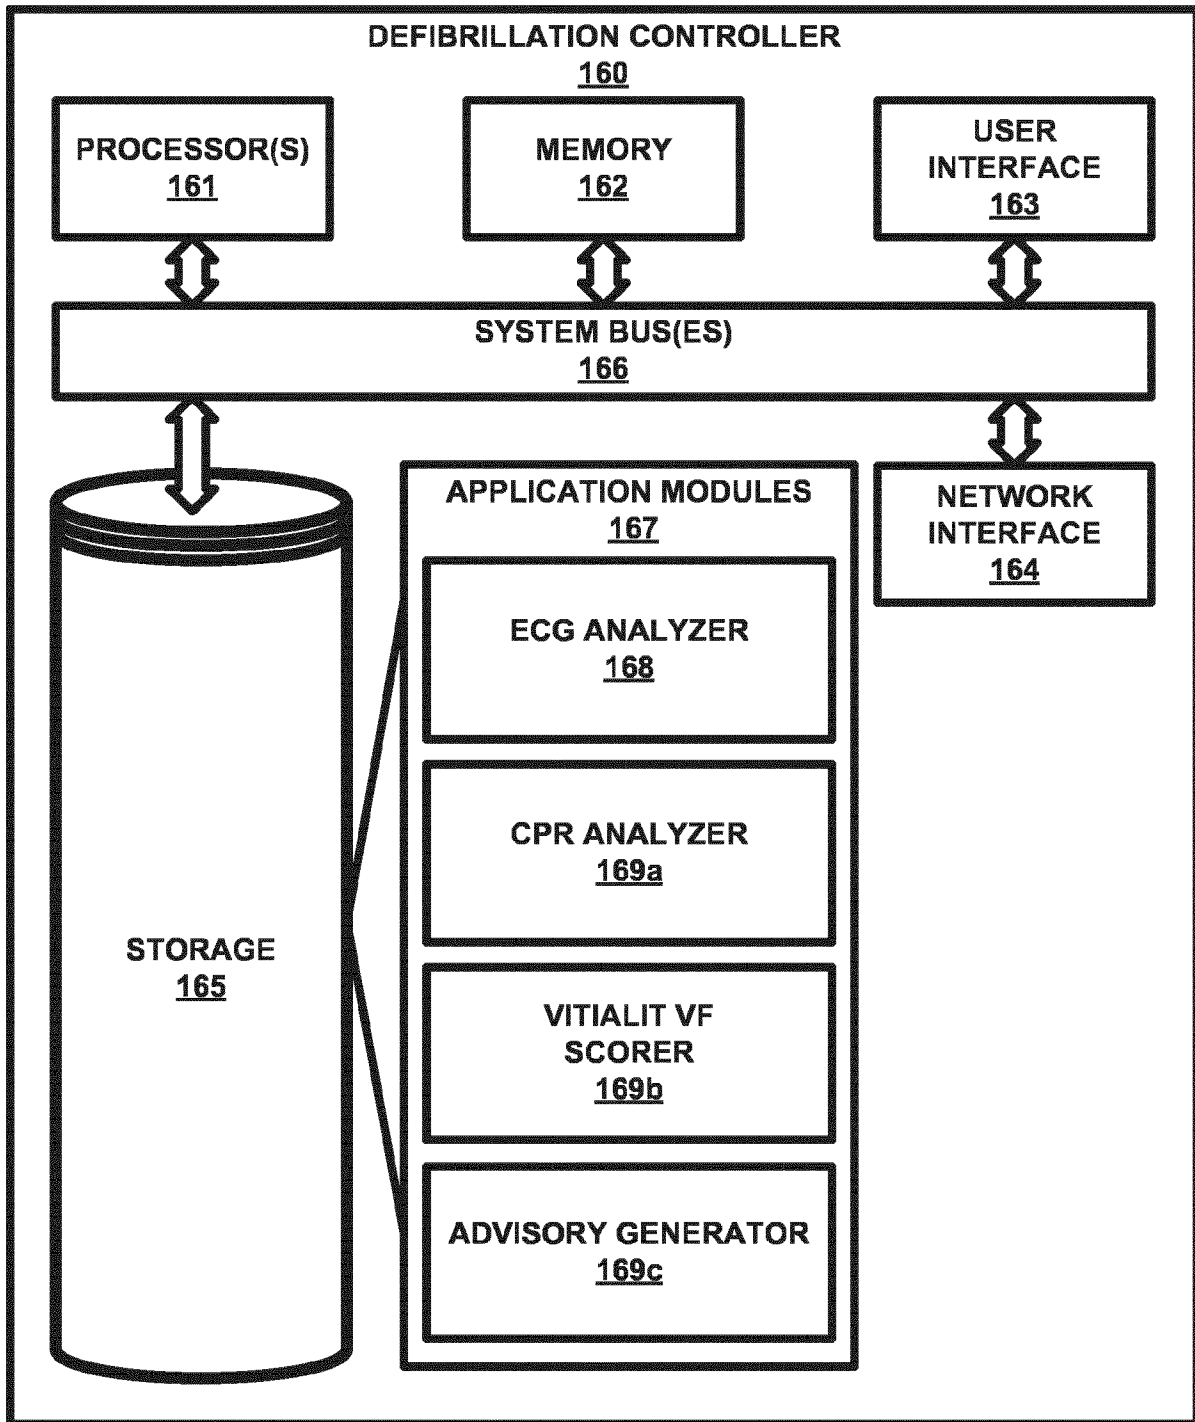 DEFIBRILLATION CONTROLLER
160
PROCESSOR(S)
161
MEMORY
162
USER
INTERFACE
163
SYSTEM BUS(ES)
166
STORAGE
165
APPLICATION MODULES
167
ECG ANALYZER
168
CPR ANALYZER
169a
VITIALIT VF
SCORER
169b
ADVISORY GENERATOR
169c
NETWORK
INTERFACE
164